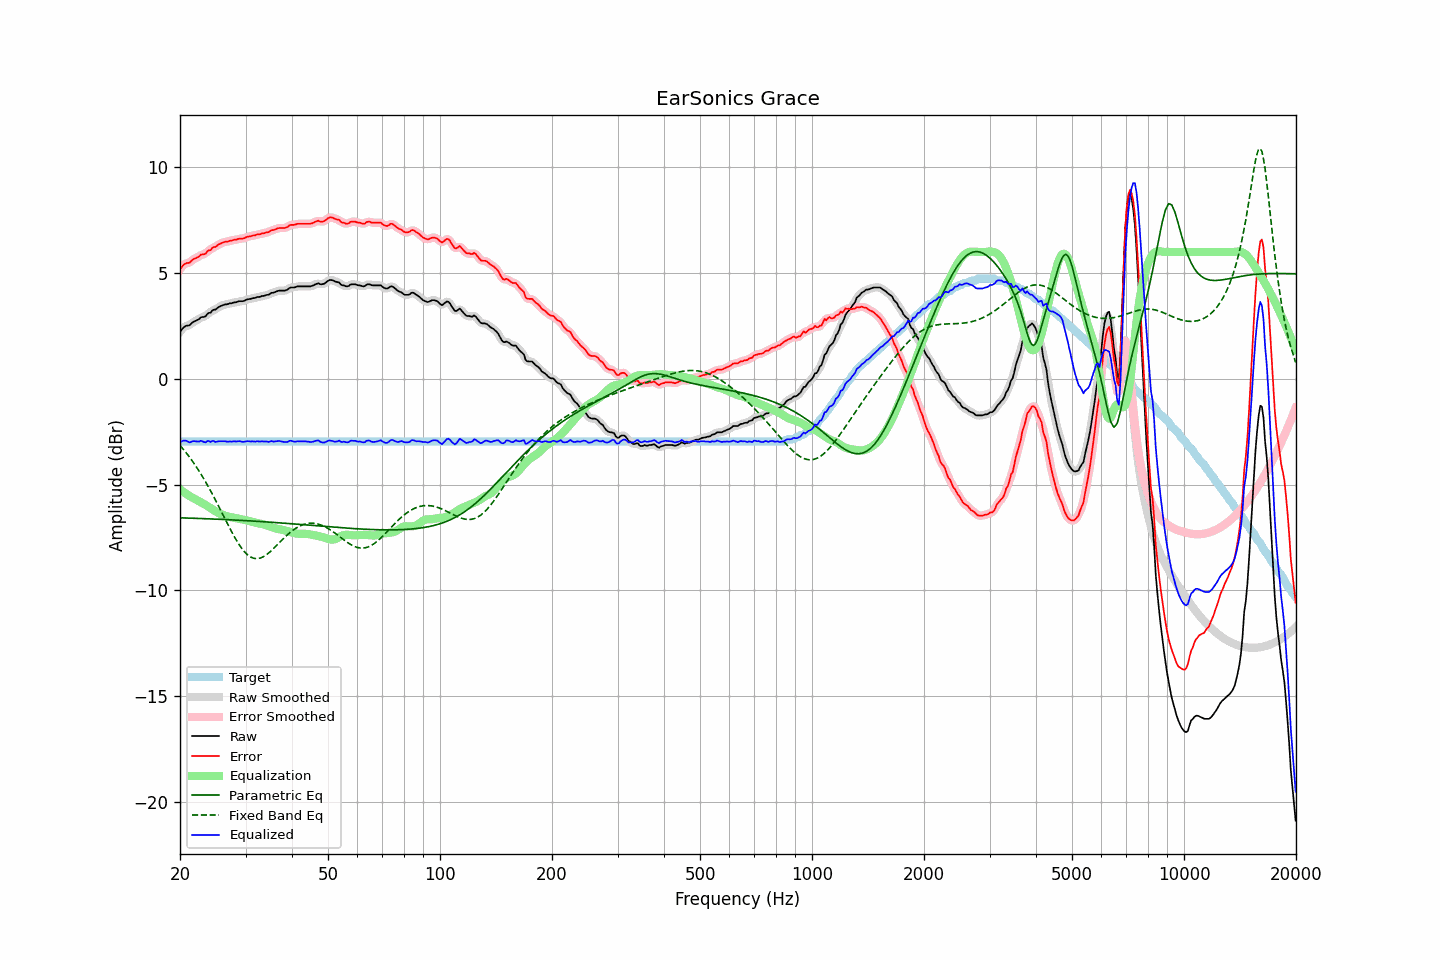 EarSonics Grace
Amplitude (dBr)
10
5
0
−5
−10
−15
−20
Target
Raw Smoothed
Error Smoothed
Raw
Error
Equalization
Parametric Eq
Fixed Band Eq
Equalized
20
50
100
200
500
1000
2000
5000
10000
20000
Frequency (Hz)